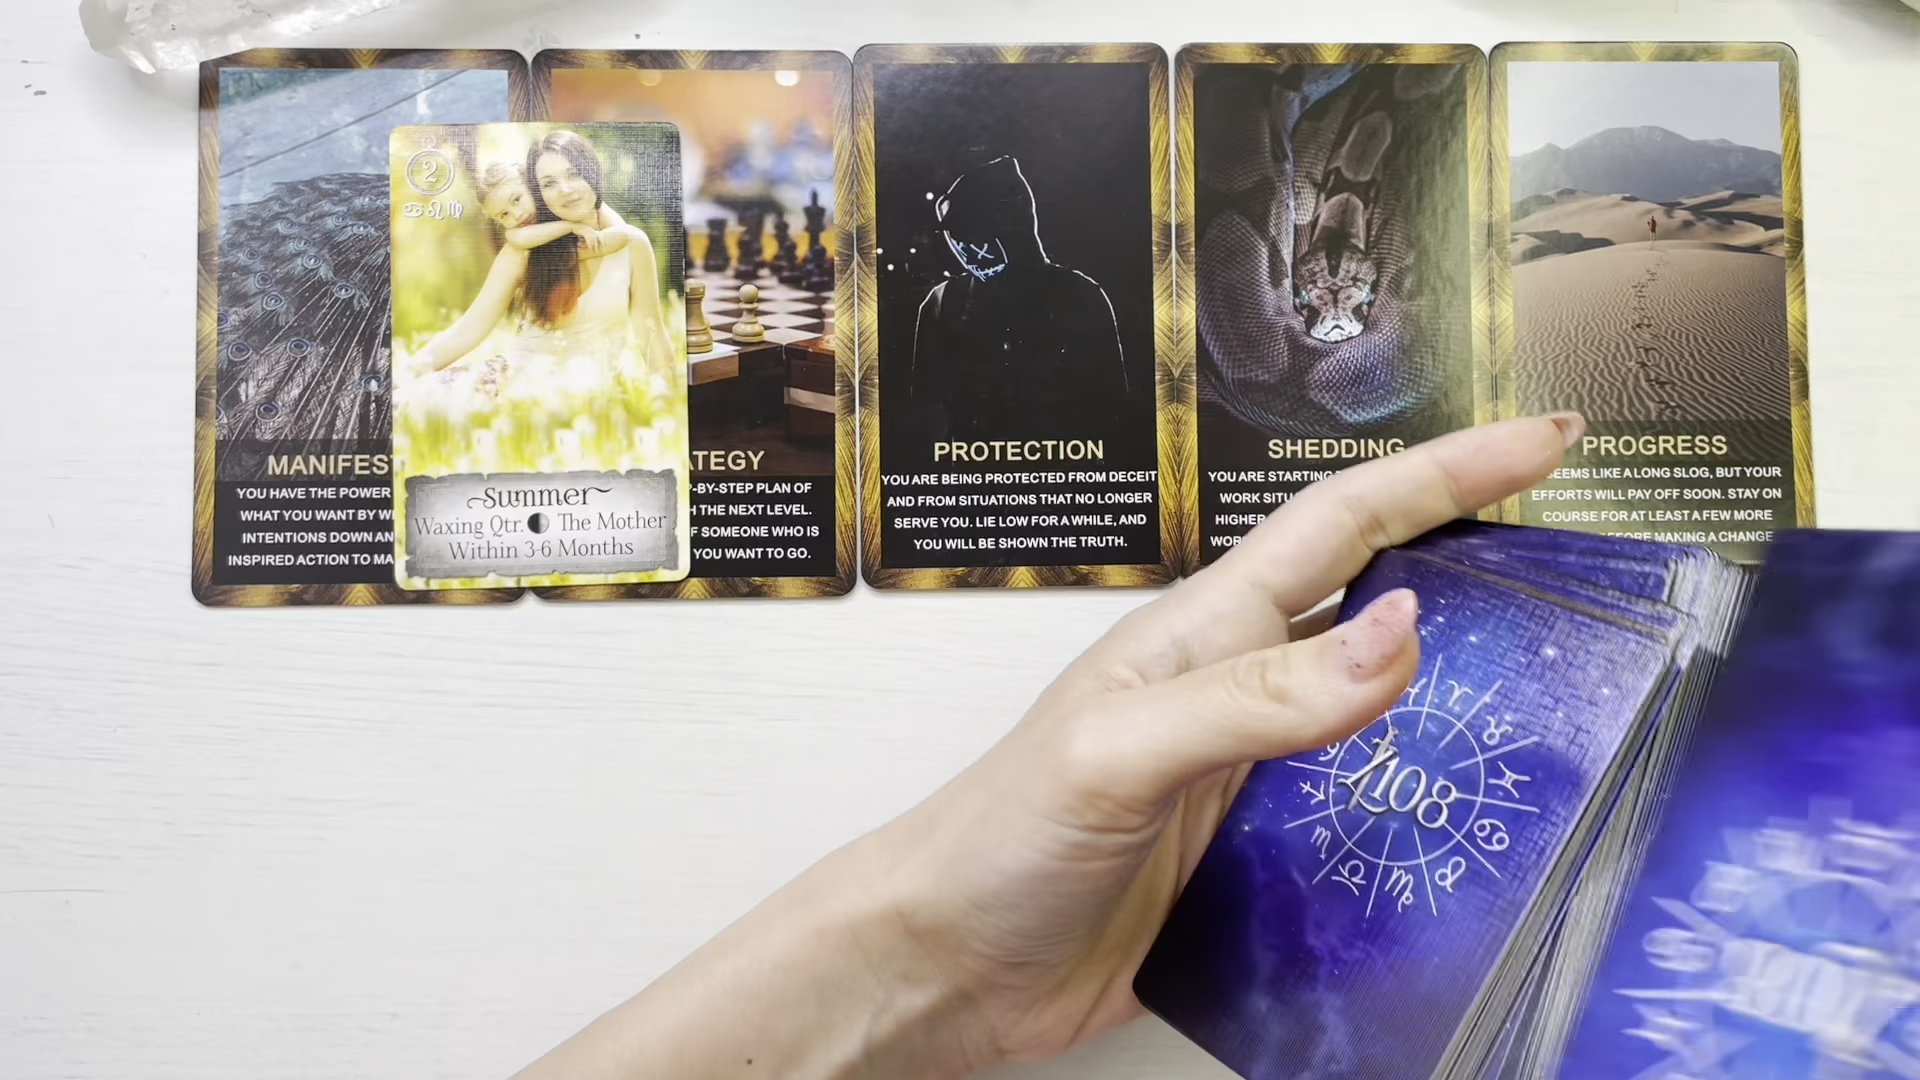 MANIFEST
YOU HAVE THE POWER
WHAT YOU WANT BY
INTENTIONS DOWN
INSPIRED ACTION TO
2
Summer
Waxing Qtr. The Mother
Within 3-6 Months
ATEGY
-BY-STEP PLAN OF
THE NEXT LEVEL.
F SOMEONE WHO IS
YOU WANT TO GO.
PROTECTION
YOU ARE BEING PROTECTED FROM DECEIT
AND FROM SITUATIONS THAT NO LONGER
SERVE YOU. LIE LOW FOR A WHILE, AND
YOU WILL BE SHOWN THE TRUTH.
SHEDDING
YOU ARE STARTING
WORK
HIGHER
PROGRESS
SEEMS LIKE A LONG SLOG, BUT YOUR
EFFORTS WILL PAY OFF SOON. STAY ON
COURSE FOR AT LEAST A FEW MORE
BEFORE MAKING A CHANGE
108